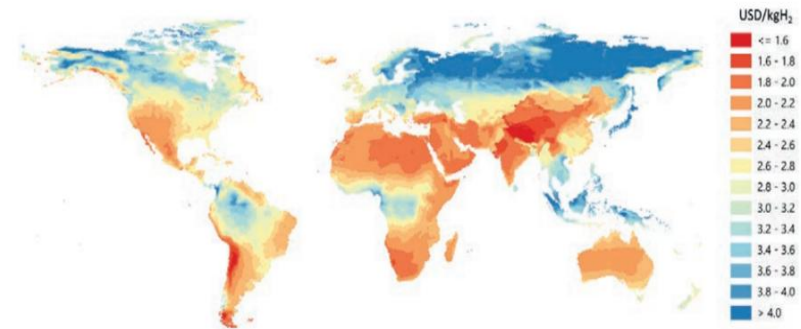 USD/kgH₂
<= 1.6
1.6 - 1.8
1.8 - 2.0
2.0 - 2.2
2.2 - 2.4
2.4 - 2.6
2.6 - 2.8
2.8 - 3.0
3.0 - 3.2
3.2 - 3.4
3.4 - 3.6
3.6 - 3.8
3.8 - 4.0
> 4.0